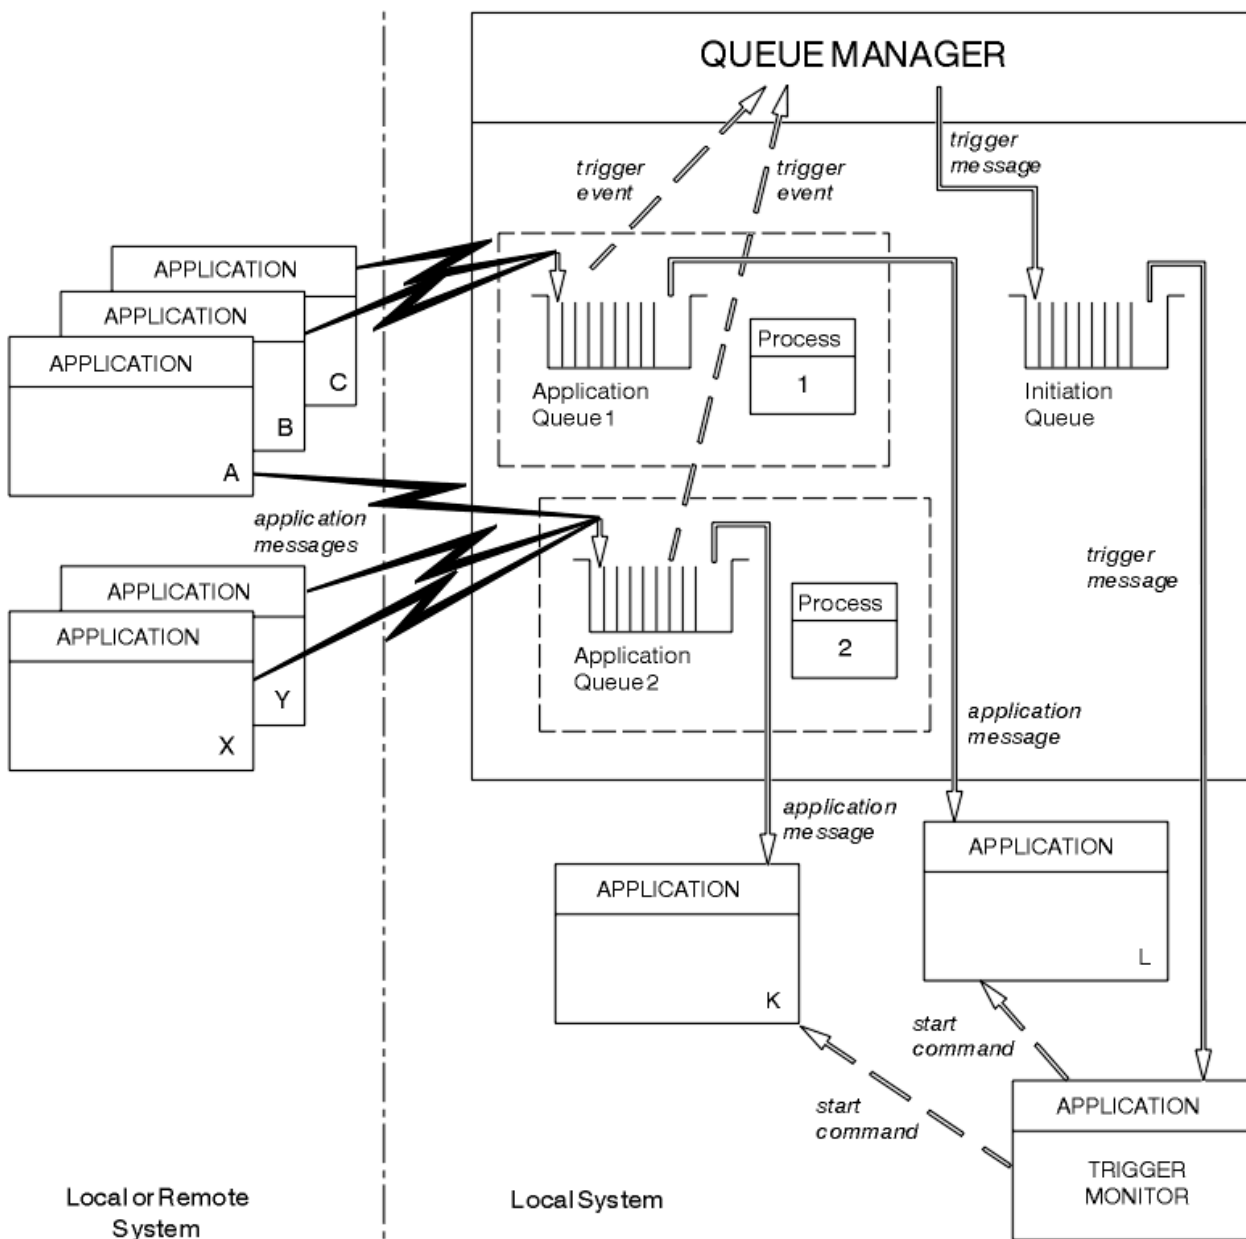 QUEUE MANAGER
trigger
event
trigger
event
trigger
message
APPLICATION
C
APPLICATION
B
APPLICATION
A
Application
Queue 1
Process
1
Initiation
Queue
application
messages
APPLICATION
Y
APPLICATION
X
Application
Queue 2
Process
2
trigger
message
application
message
application
message
APPLICATION
K
APPLICATION
L
start
command
start
command
APPLICATION
TRIGGER
MONITOR
Local or Remote
System
Local System